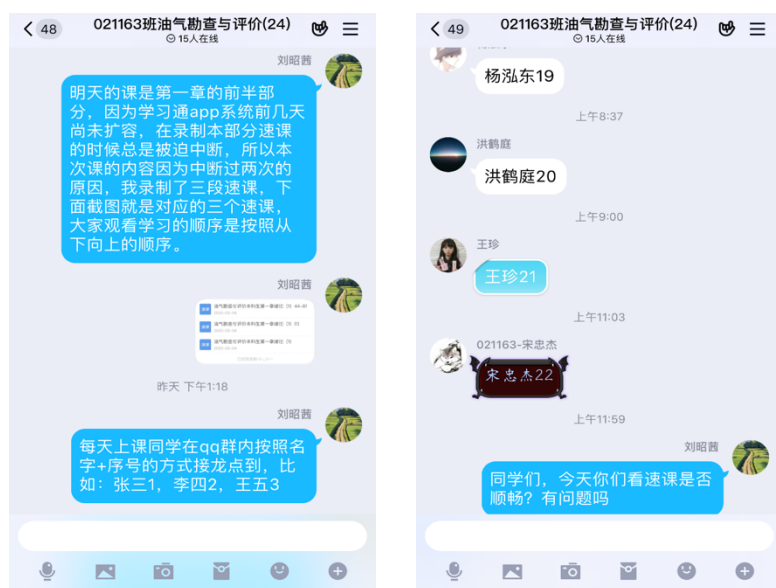 48
021163班油气勘查与评价(24)
15人在线
刘昭茜
明天的课是第一章的前半部
分，因为学习通app系统前几天
尚未扩容，在录制本部分速课
的时候总是被迫中断，所以本
次课的内容因为中断过两次的
原因，我录制了三段速课，下
面截图就是对应的三个速课，
大家观看学习的顺序是按照从
下向上的顺序。
刘昭茜
昨天 下午1:18
刘昭茜
每天上课同学在qq群内按照名
字+序号的方式接龙点到，比
如：张三1，李四2，王五3
49
021163班油气勘查与评价(24)
15人在线
杨泓东19
上午8:37
洪鹤庭
洪鹤庭20
上午9:00
王珍
王珍21
上午11:03
021163-宋忠杰
宋忠杰22
上午11:59
刘昭茜
同学们，今天你们看速课是否
顺畅？有问题吗